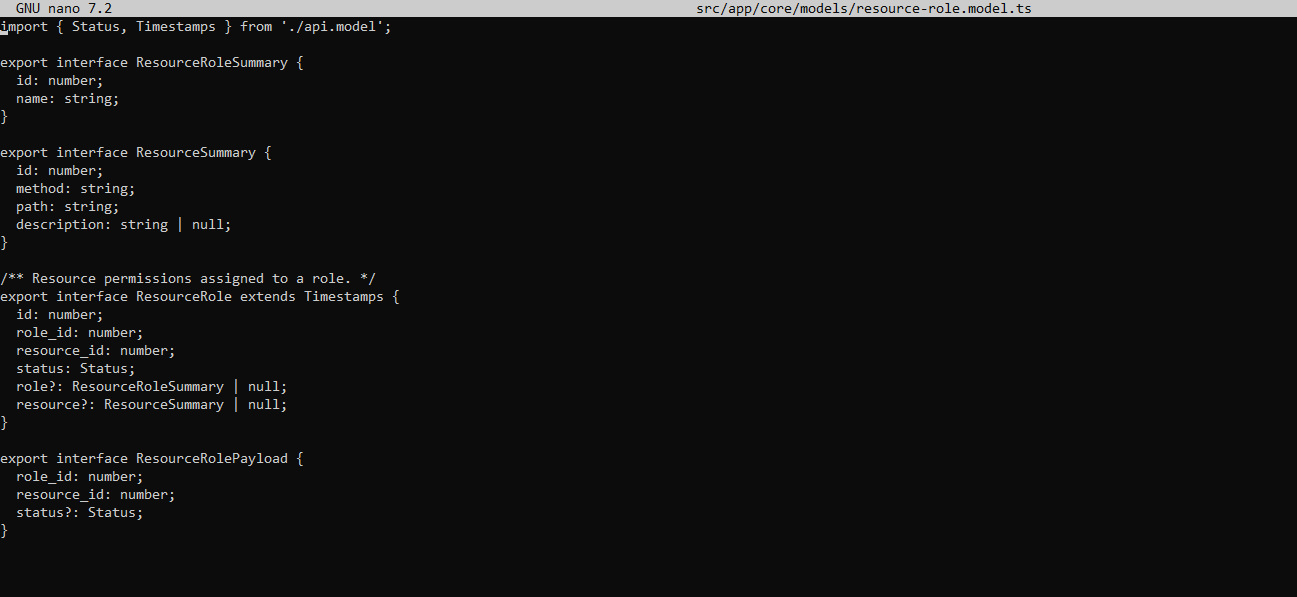 GNU nano 7.2 src/app/core/models/resource-role.model.ts
import { Status, Timestamps } from './api.model';

export interface ResourceRoleSummary {
  id: number;
  name: string;
}

export interface ResourceSummary {
  id: number;
  method: string;
  path: string;
  description: string | null;
}

/** Resource permissions assigned to a role. */
export interface ResourceRole extends Timestamps {
  id: number;
  role_id: number;
  resource_id: number;
  status: Status;
  role?: ResourceRoleSummary | null;
  resource?: ResourceSummary | null;
}

export interface ResourceRolePayload {
  role_id: number;
  resource_id: number;
  status?: Status;
}